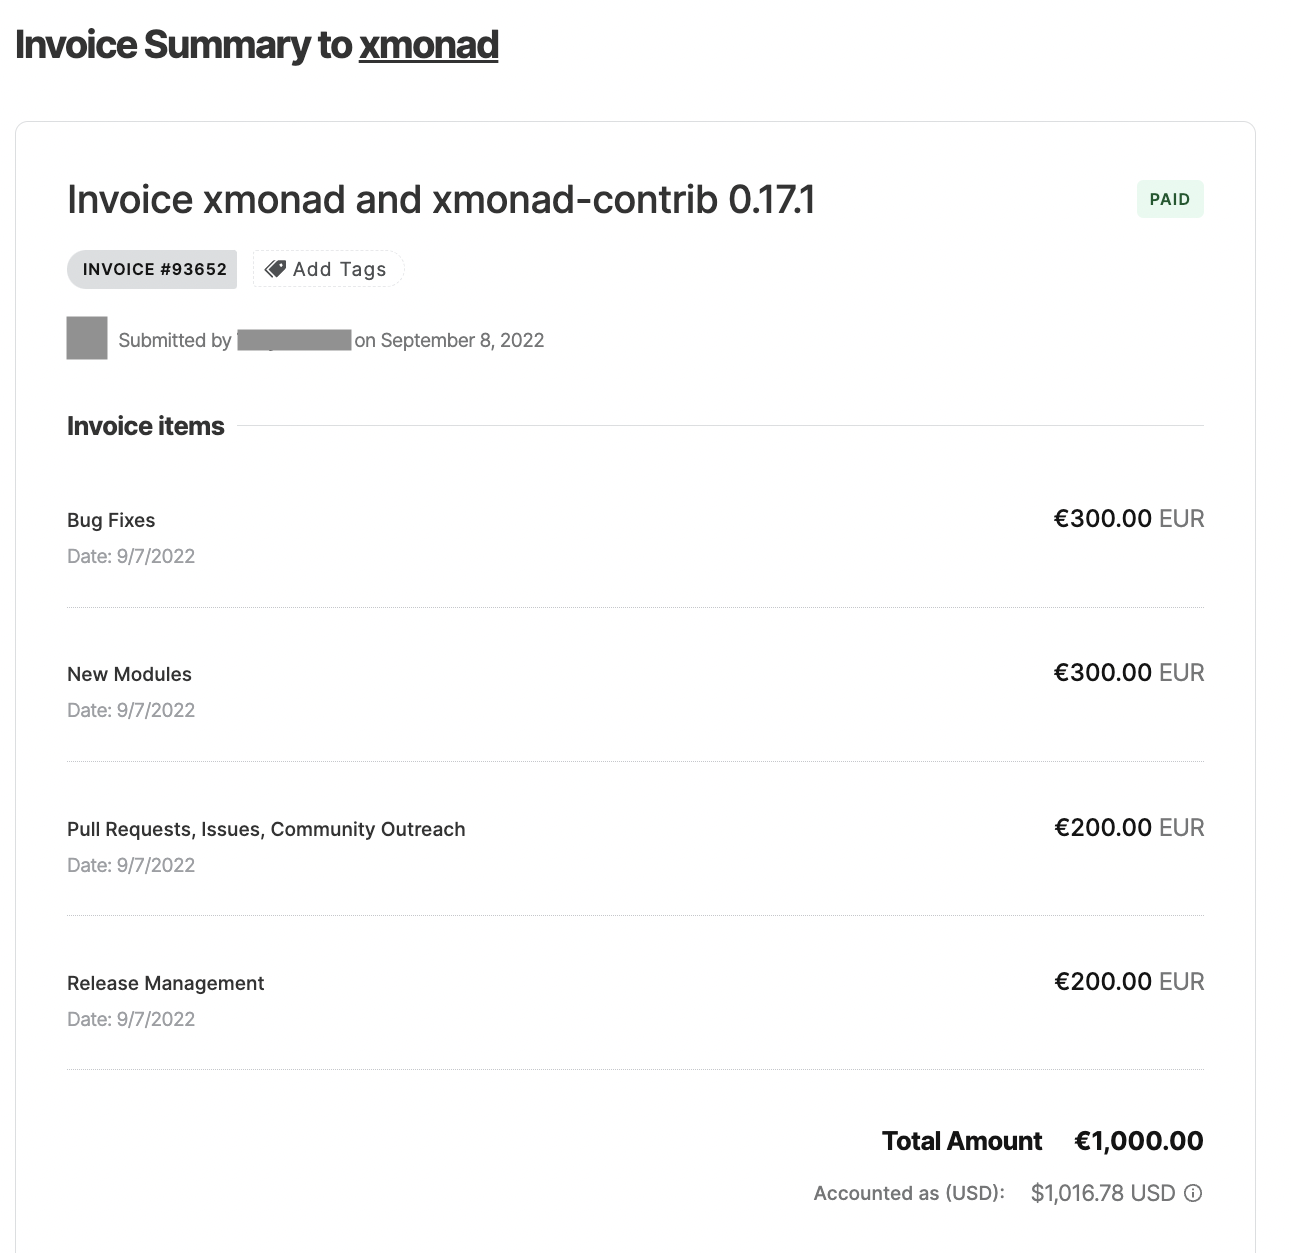 Invoice Summary to xmonad
Invoice xmonad and xmonad-contrib 0.17.1
PAID
INVOICE #93652
Add Tags
Submitted by on September 8, 2022
Invoice items
Bug Fixes
€300.00 EUR
Date: 9/7/2022
New Modules
€300.00 EUR
Date: 9/7/2022
Pull Requests, Issues, Community Outreach
€200.00 EUR
Date: 9/7/2022
Release Management
€200.00 EUR
Date: 9/7/2022
Total Amount €1,000.00
Accounted as (USD): $1,016.78 USD